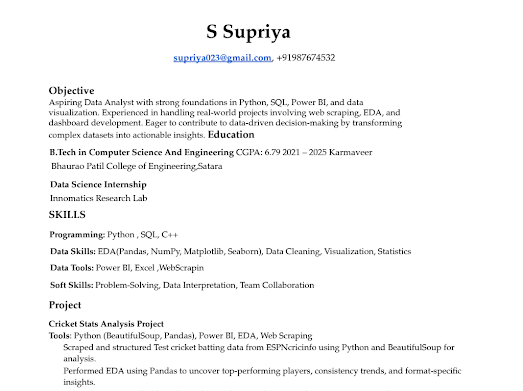 S Supriya
supriya023@gmail.com, +91987674532
Objective
Aspiring Data Analyst with strong foundations in Python, SQL, Power BI, and data
visualization. Experienced in handling real-world projects involving web scraping, EDA, and
dashboard development. Eager to contribute to data-driven decision-making by transforming
complex datasets into actionable insights. Education
B.Tech in Computer Science And Engineering CGPA: 6.79 2021 – 2025 Karmaveer
Bhaurao Patil College of Engineering,Satara
Data Science Internship
Innomatics Research Lab
SKILLS
Programming: Python , SQL, C++
Data Skills: EDA(Pandas, NumPy, Matplotlib, Seaborn), Data Cleaning, Visualization, Statistics
Data Tools: Power BI, Excel ,WebScrapin
Soft Skills: Problem-Solving, Data Interpretation, Team Collaboration
Project
Cricket Stats Analysis Project
Tools: Python (BeautifulSoup, Pandas), Power BI, EDA, Web Scraping
Scraped and structured Test cricket batting data from ESPNcricinfo using Python and BeautifulSoup for
analysis.
Performed EDA using Pandas to uncover top-performing players, consistency trends, and format-specific
insights.